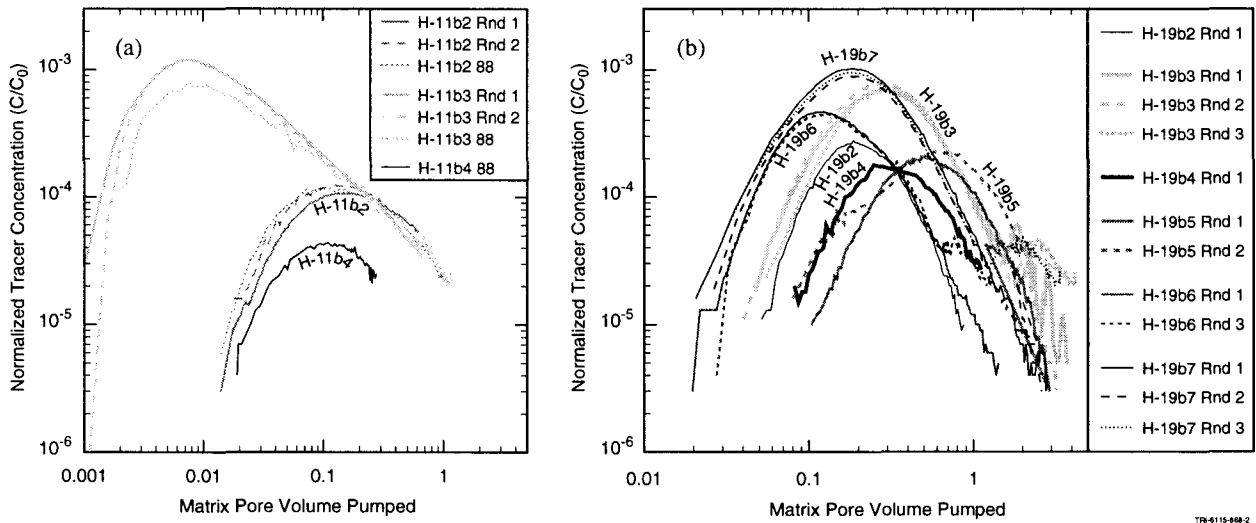 (a)
H-11b2 Rnd 1
H-11b2 Rnd 2
H-11b2 88
H-11b3 Rnd 1
H-11b3 Rnd 2
H-11b3 88
H-11b4 88
Normalized Tracer Concentration (C/C0)
10-3
10-4
10-5
10-6
H-11b2
H-11b4
0.001
0.01
0.1
1
Matrix Pore Volume Pumped
(b)
Normalized Tracer Concentration (C/C0)
10-3
10-4
10-5
10-6
H-19b7
H-19b3
H-19b6
H-19b2
H-19b4
H-19b5
0.01
0.1
1
Matrix Pore Volume Pumped
H-19b2 Rnd 1
H-19b3 Rnd 1
H-19b3 Rnd 2
H-19b3 Rnd 3
H-19b4 Rnd 1
H-19b5 Rnd 1
H-19b5 Rnd 2
H-19b6 Rnd 1
H-19b6 Rnd 3
H-19b7 Rnd 1
H-19b7 Rnd 2
H-19b7 Rnd 3
TRI-6115-868-2